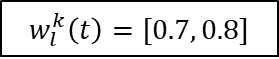 $w_l^k(t) = [0.7, 0.8]$